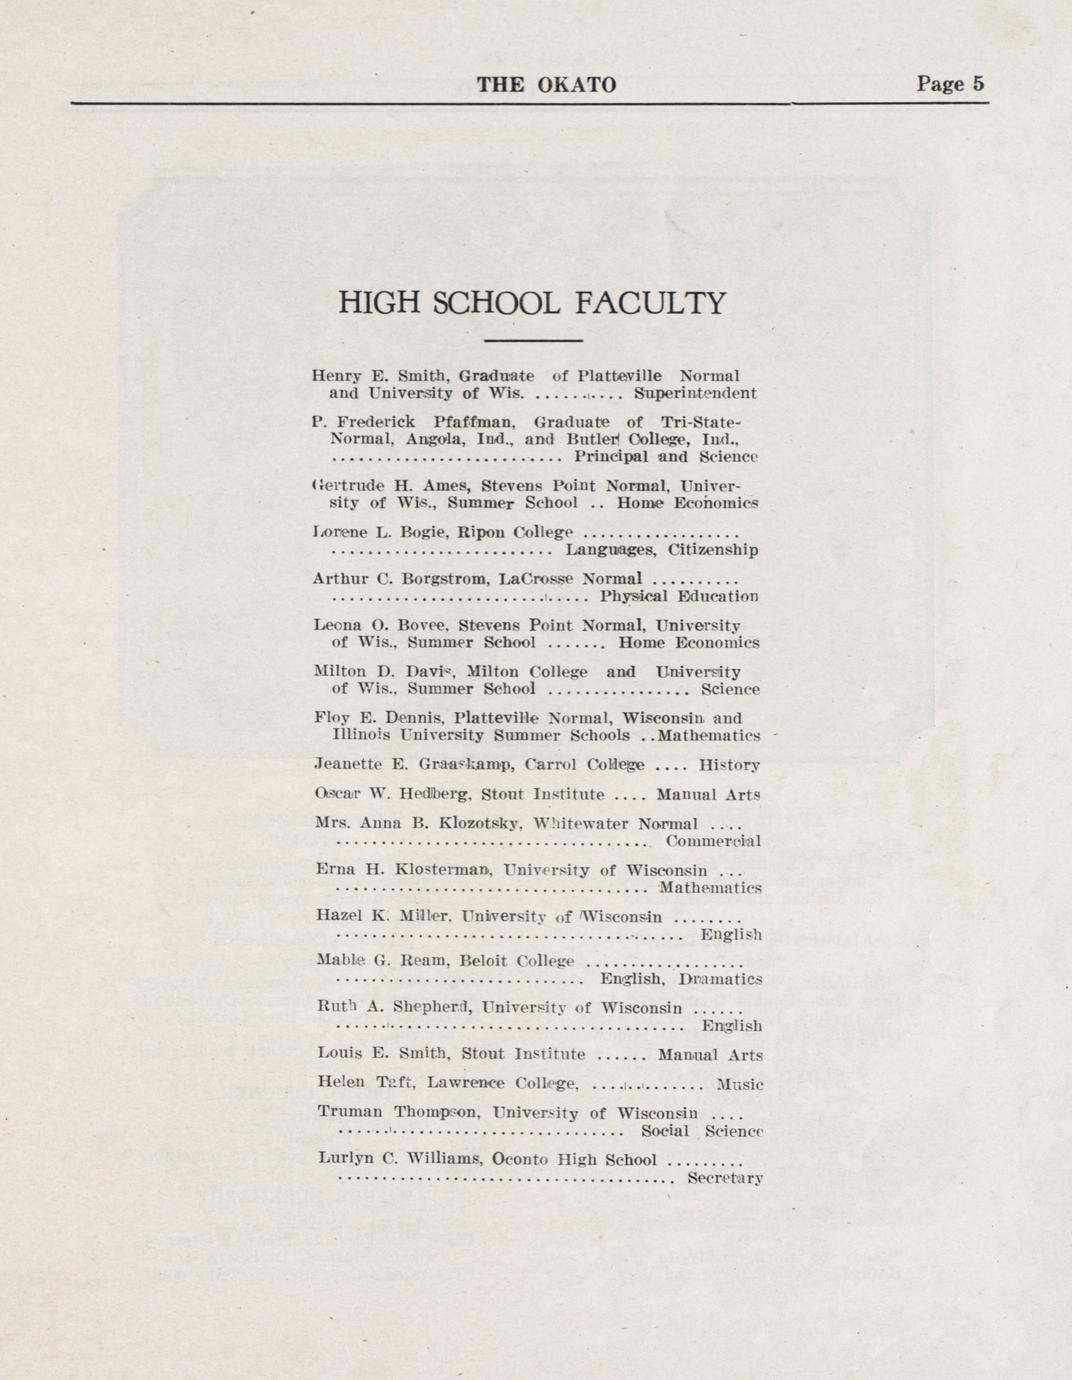 THE OKATO Page 5
HIGH SCHOOL FACULTY
Henry E. Smith, Graduate of Platteville Normal
and University of Wis. .......... Superintendent
P. Frederick Pfaffman, Graduate of Tri-State-
Normal, Angola, Ind., and Butler College, Ind.,
.......................... Principal and Science
Gertrude H. Ames, Stevens Point Normal, Univer-
sity of Wis., Summer School .. Home Economics
Lorene L. Bogie, Ripon College ..................
......................... Languages, Citizenship
Arthur C. Borgstrom, LaCrosse Normal ..........
............................. Physical Education
Leona O. Bovee, Stevens Point Normal, University
of Wis., Summer School ....... Home Economics
Milton D. Davis, Milton College and University
of Wis., Summer School ................ Science
Floy E. Dennis, Platteville Normal, Wisconsin and
Illinois University Summer Schools ..Mathematics
Jeanette E. Graaskamp, Carrol College .... History
Oscar W. Hedberg, Stout Institute .... Manual Arts
Mrs. Anna B. Klozotsky, Whitewater Normal ....
................................... Commercial
Erna H. Klosterman, University of Wisconsin ...
................................... Mathematics
Hazel K. Miller, University of Wisconsin ........
....................................... English
Mable G. Ream, Beloit College ..................
............................ English, Dramatics
Ruth A. Shepherd, University of Wisconsin ......
....................................... English
Louis E. Smith, Stout Institute ...... Manual Arts
Helen Taft, Lawrence College, ............. Music
Truman Thompson, University of Wisconsin ....
................................ Social Science
Lurlyn C. Williams, Oconto High School .........
...................................... Secretary